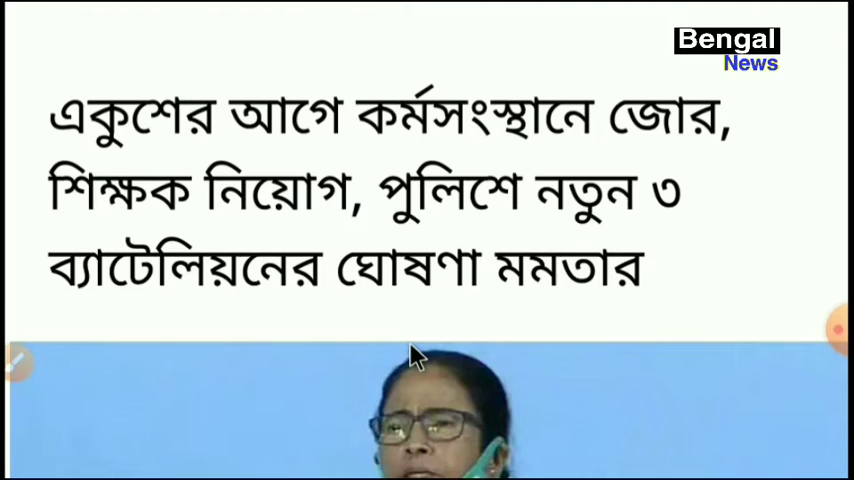 Bengal
News
একুশের আগে কর্মসংস্থানে জোর,
শিক্ষক নিয়োগ, পুলিশে নতুন ৩
ব্যাটেলিয়নের ঘোষণা মমতার